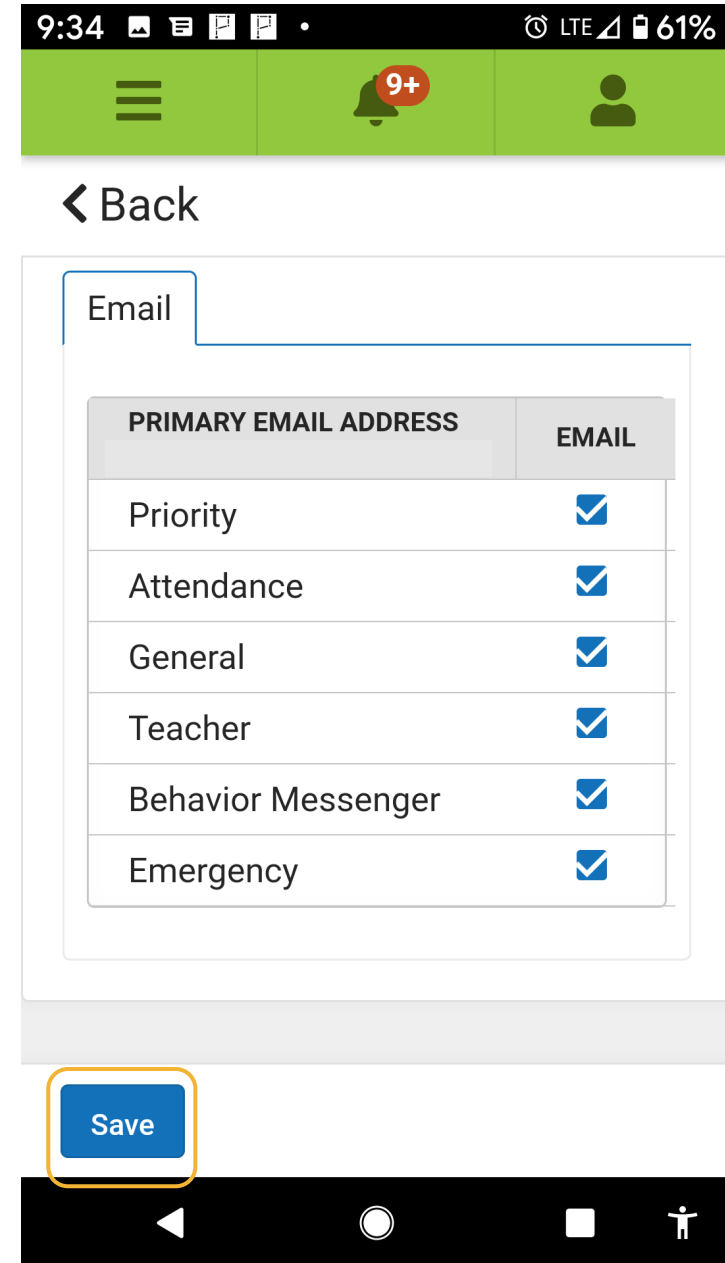 9:34 LTE 61%
9+
Back
Email
PRIMARY EMAIL ADDRESS EMAIL
Priority
Attendance
General
Teacher
Behavior Messenger
Emergency
Save